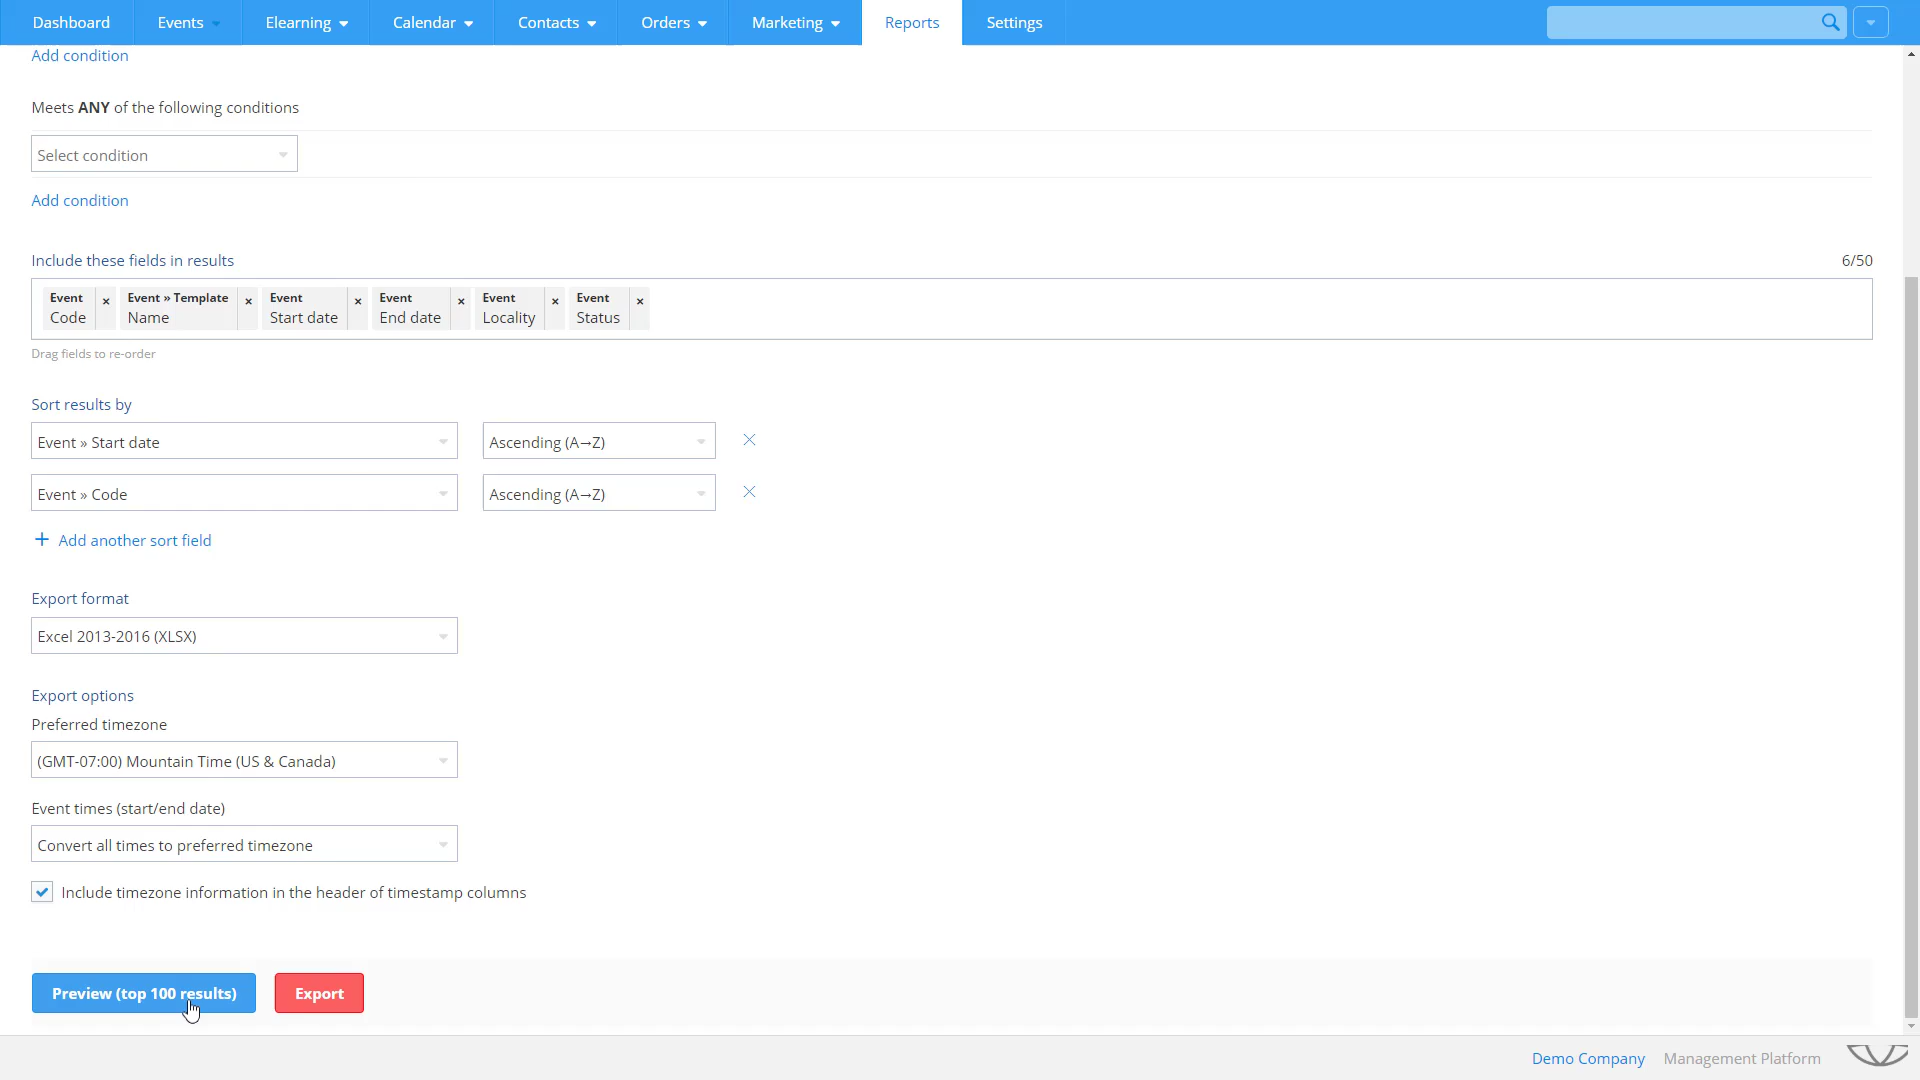 Dashboard Events Elearning Calendar Contacts Orders Marketing Reports Settings
Add condition
Meets ANY of the following conditions
Select condition
Add condition
Include these fields in results 6/50
Event × Event » Template × Event × Event × Event × Event ×
Code Name Start date End date Locality Status
Drag fields to re-order
Sort results by
Event » Start date Ascending (A→Z)
Event » Code Ascending (A→Z)
+ Add another sort field
Export format
Excel 2013-2016 (XLSX)
Export options
Preferred timezone
(GMT-07:00) Mountain Time (US & Canada)
Event times (start/end date)
Convert all times to preferred timezone
Include timezone information in the header of timestamp columns
Preview (top 100 results) Export
Demo Company Management Platform